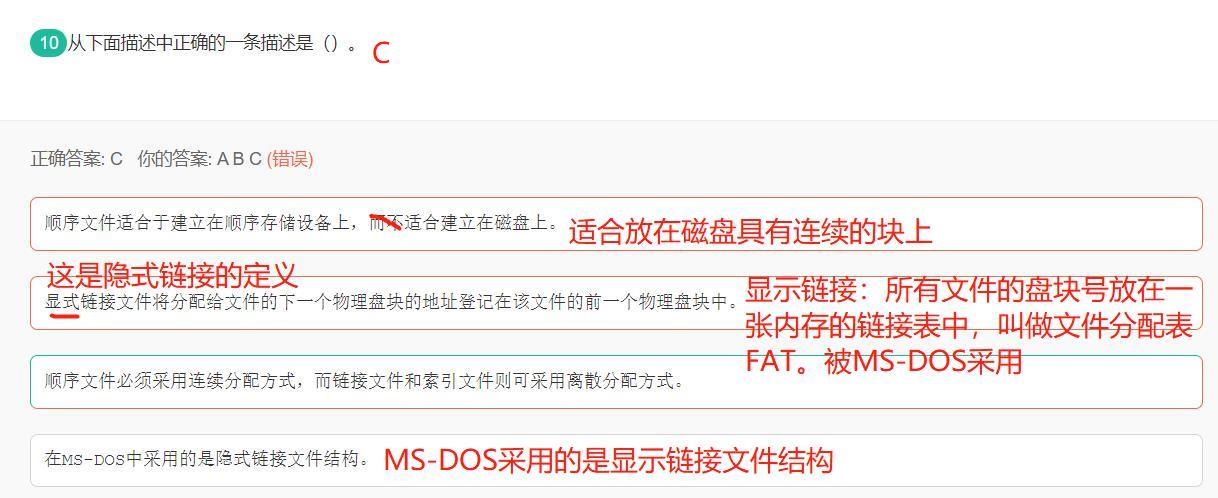 10 从下面描述中正确的一条描述是（）。 C
正确答案: C 你的答案: A B C (错误)
顺序文件适合于建立在顺序存储设备上，而不适合建立在磁盘上。 适合放在磁盘具有连续的块上
这是隐式链接的定义
显式链接文件将分配给文件的下一个物理盘块的地址登记在该文件的前一个物理盘块中。
显示链接：所有文件的盘块号放在一
张内存的链接表中，叫做文件分配表
FAT。被MS-DOS采用
顺序文件必须采用连续分配方式，而链接文件和索引文件则可采用离散分配方式。
在MS-DOS中采用的是隐式链接文件结构。 MS-DOS采用的是显示链接文件结构